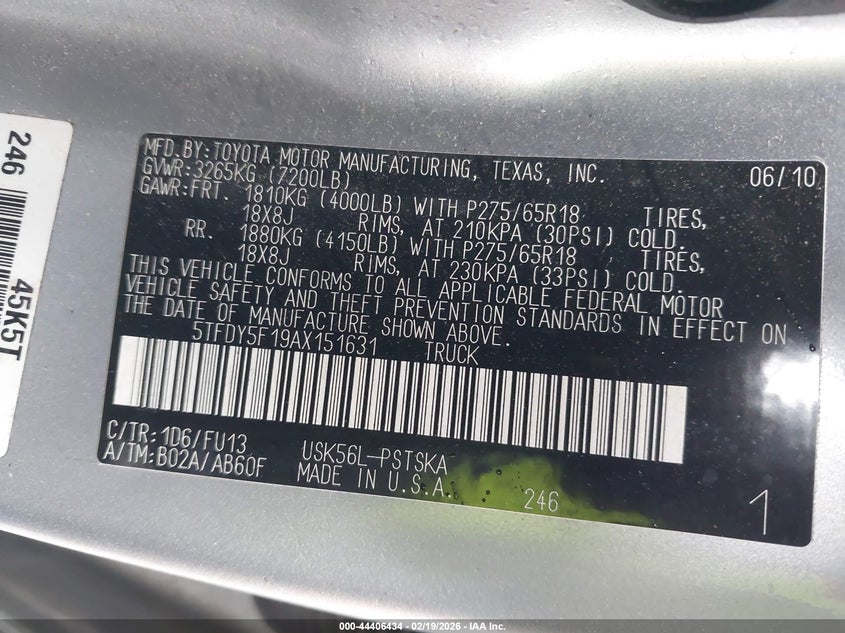 246
45K5T
MFD.BY:TOYOTA MOTOR MANUFACTURING, TEXAS, INC. 06/10
GVWR:3265KG (7200LB)
GAWR:FRT. 1810KG (4000LB) WITH P275/65R18 TIRES,
18X8J RIMS, AT 210KPA (30PSI) COLD.
RR. 1880KG (4150LB) WITH P275/65R18 TIRES,
18X8J RIMS, AT 230KPA (33PSI) COLD.
THIS VEHICLE CONFORMS TO ALL APPLICABLE FEDERAL MOTOR
VEHICLE SAFETY AND THEFT PREVENTION STANDARDS IN EFFECT ON
THE DATE OF MANUFACTURE SHOWN ABOVE.
5TFDY5F19AX151631 TRUCK
C/TR:1D6/FU13 USK56L-PSTSKA
A/TM:B02A/AB60F MADE IN U.S.A. 246 1
000-44406434 - 02/19/2026 - IAA Inc.